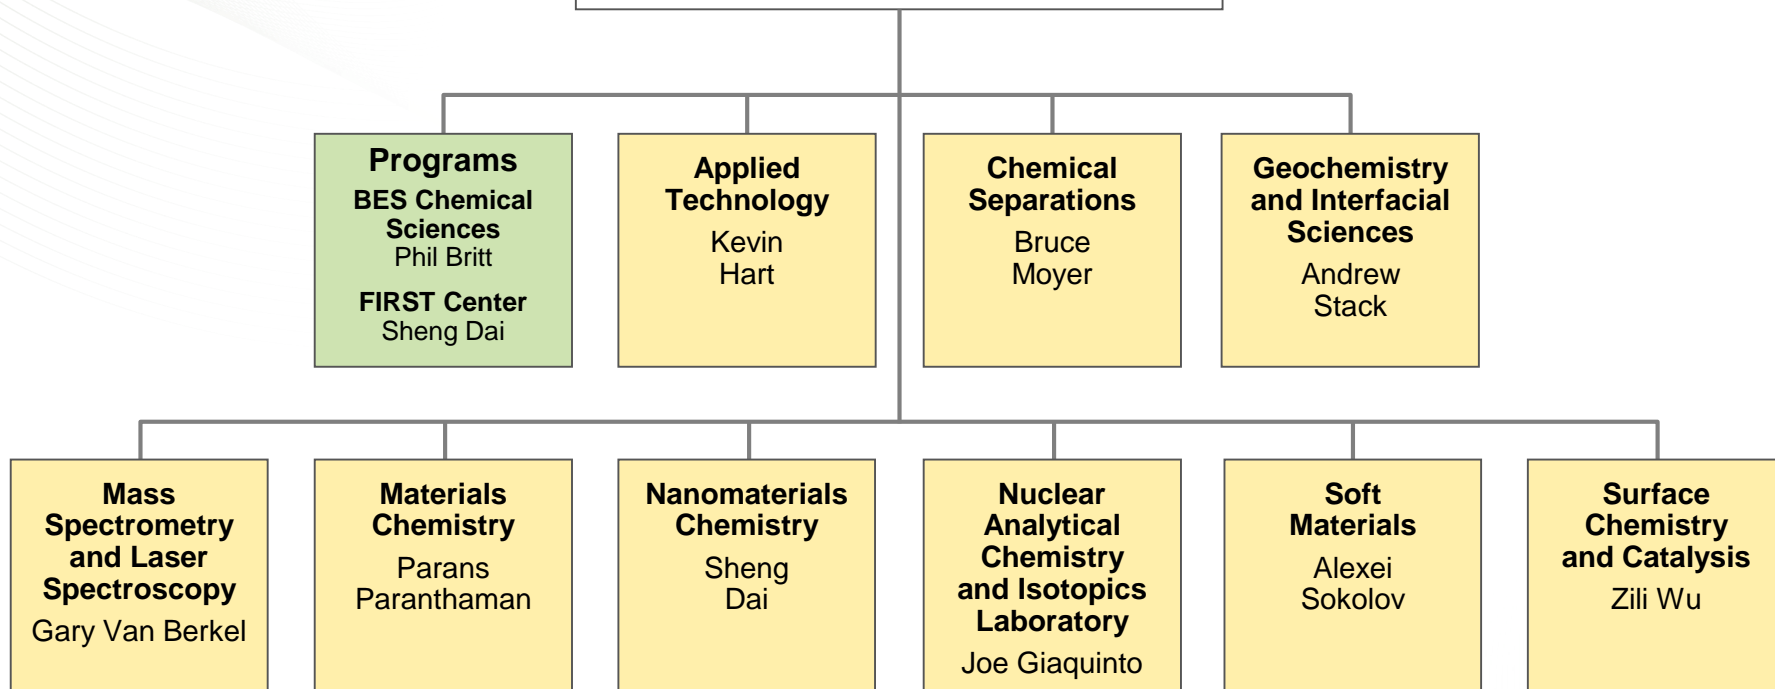 Programs
BES Chemical
Sciences
Phil Britt
FIRST Center
Sheng Dai
Applied
Technology
Kevin
Hart
Chemical
Separations
Bruce
Moyer
Geochemistry
and Interfacial
Sciences
Andrew
Stack
Mass
Spectrometry
and Laser
Spectroscopy
Gary Van Berkel
Materials
Chemistry
Parans
Paranthaman
Nanomaterials
Chemistry
Sheng
Dai
Nuclear
Analytical
Chemistry
and Isotopics
Laboratory
Joe Giaquinto
Soft
Materials
Alexei
Sokolov
Surface
Chemistry
and Catalysis
Zili Wu